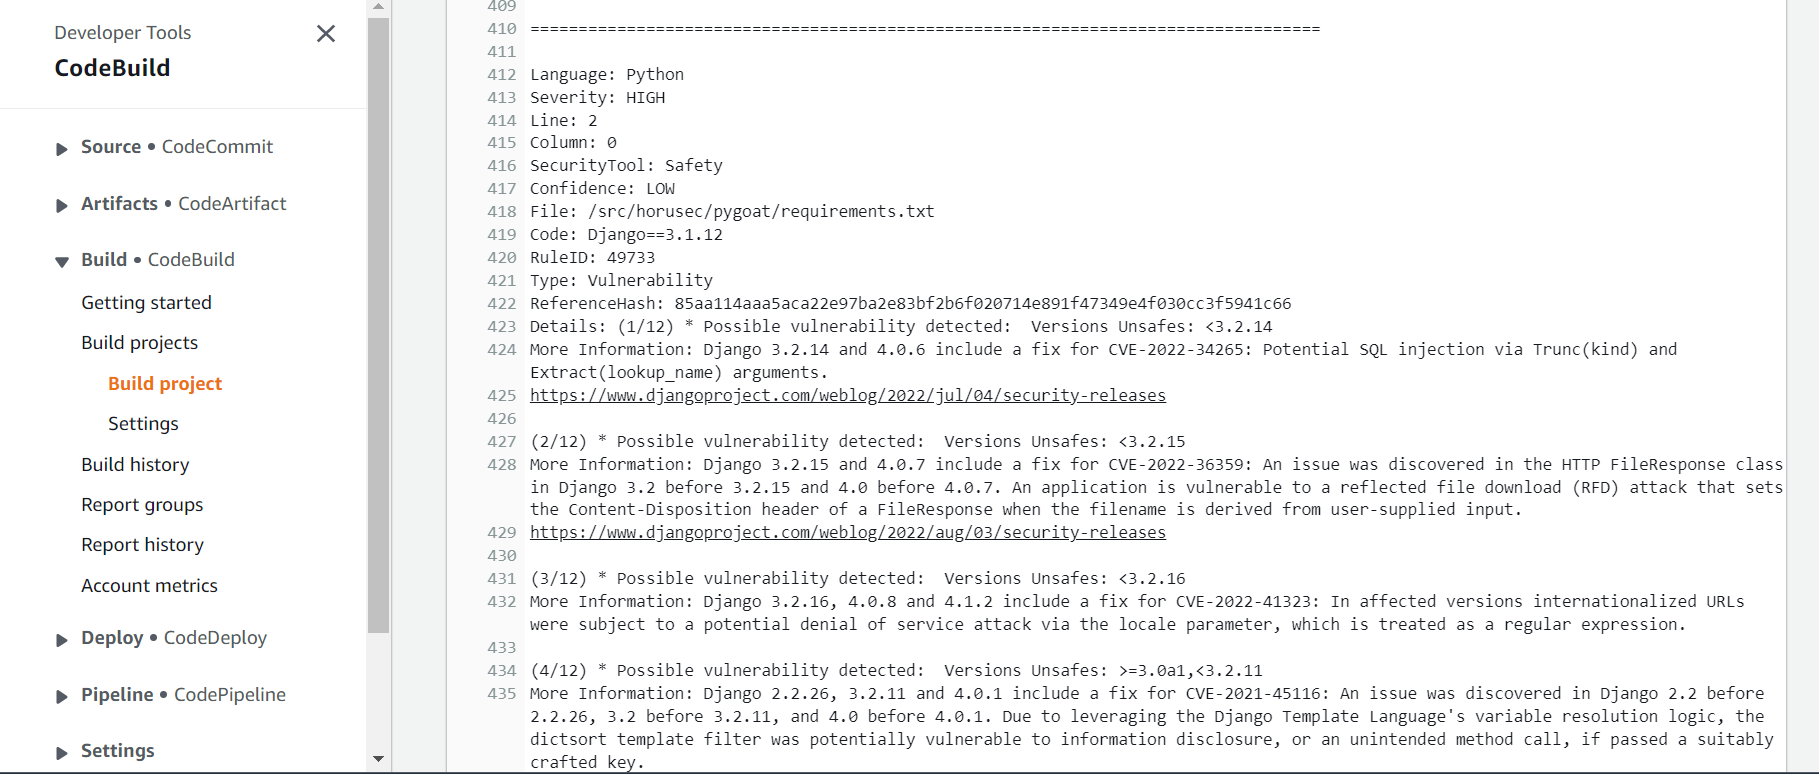 Developer Tools
CodeBuild
Source • CodeCommit
Artifacts • CodeArtifact
Build • CodeBuild
Getting started
Build projects
Build project
Settings
Build history
Report groups
Report history
Account metrics
Deploy • CodeDeploy
Pipeline • CodePipeline
Settings
409
410 ==================================================================================
411
412 Language: Python
413 Severity: HIGH
414 Line: 2
415 Column: 0
416 SecurityTool: Safety
417 Confidence: LOW
418 File: /src/horusec/pygoat/requirements.txt
419 Code: Django==3.1.12
420 RuleID: 49733
421 Type: Vulnerability
422 ReferenceHash: 85aa114aaa5aca22e97ba2e83bf2b6f020714e891f47349e4f030cc3f5941c66
423 Details: (1/12) * Possible vulnerability detected:  Versions Unsafes: <3.2.14
424 More Information: Django 3.2.14 and 4.0.6 include a fix for CVE-2022-34265: Potential SQL injection via Trunc(kind) and
Extract(lookup_name) arguments.
425 https://www.djangoproject.com/weblog/2022/jul/04/security-releases
426
427 (2/12) * Possible vulnerability detected:  Versions Unsafes: <3.2.15
428 More Information: Django 3.2.15 and 4.0.7 include a fix for CVE-2022-36359: An issue was discovered in the HTTP FileResponse class
in Django 3.2 before 3.2.15 and 4.0 before 4.0.7. An application is vulnerable to a reflected file download (RFD) attack that sets
the Content-Disposition header of a FileResponse when the filename is derived from user-supplied input.
429 https://www.djangoproject.com/weblog/2022/aug/03/security-releases
430
431 (3/12) * Possible vulnerability detected:  Versions Unsafes: <3.2.16
432 More Information: Django 3.2.16, 4.0.8 and 4.1.2 include a fix for CVE-2022-41323: In affected versions internationalized URLs
were subject to a potential denial of service attack via the locale parameter, which is treated as a regular expression.
433
434 (4/12) * Possible vulnerability detected:  Versions Unsafes: >=3.0a1,<3.2.11
435 More Information: Django 2.2.26, 3.2.11 and 4.0.1 include a fix for CVE-2021-45116: An issue was discovered in Django 2.2 before
2.2.26, 3.2 before 3.2.11, and 4.0 before 4.0.1. Due to leveraging the Django Template Language's variable resolution logic, the
dictsort template filter was potentially vulnerable to information disclosure, or an unintended method call, if passed a suitably
crafted key.